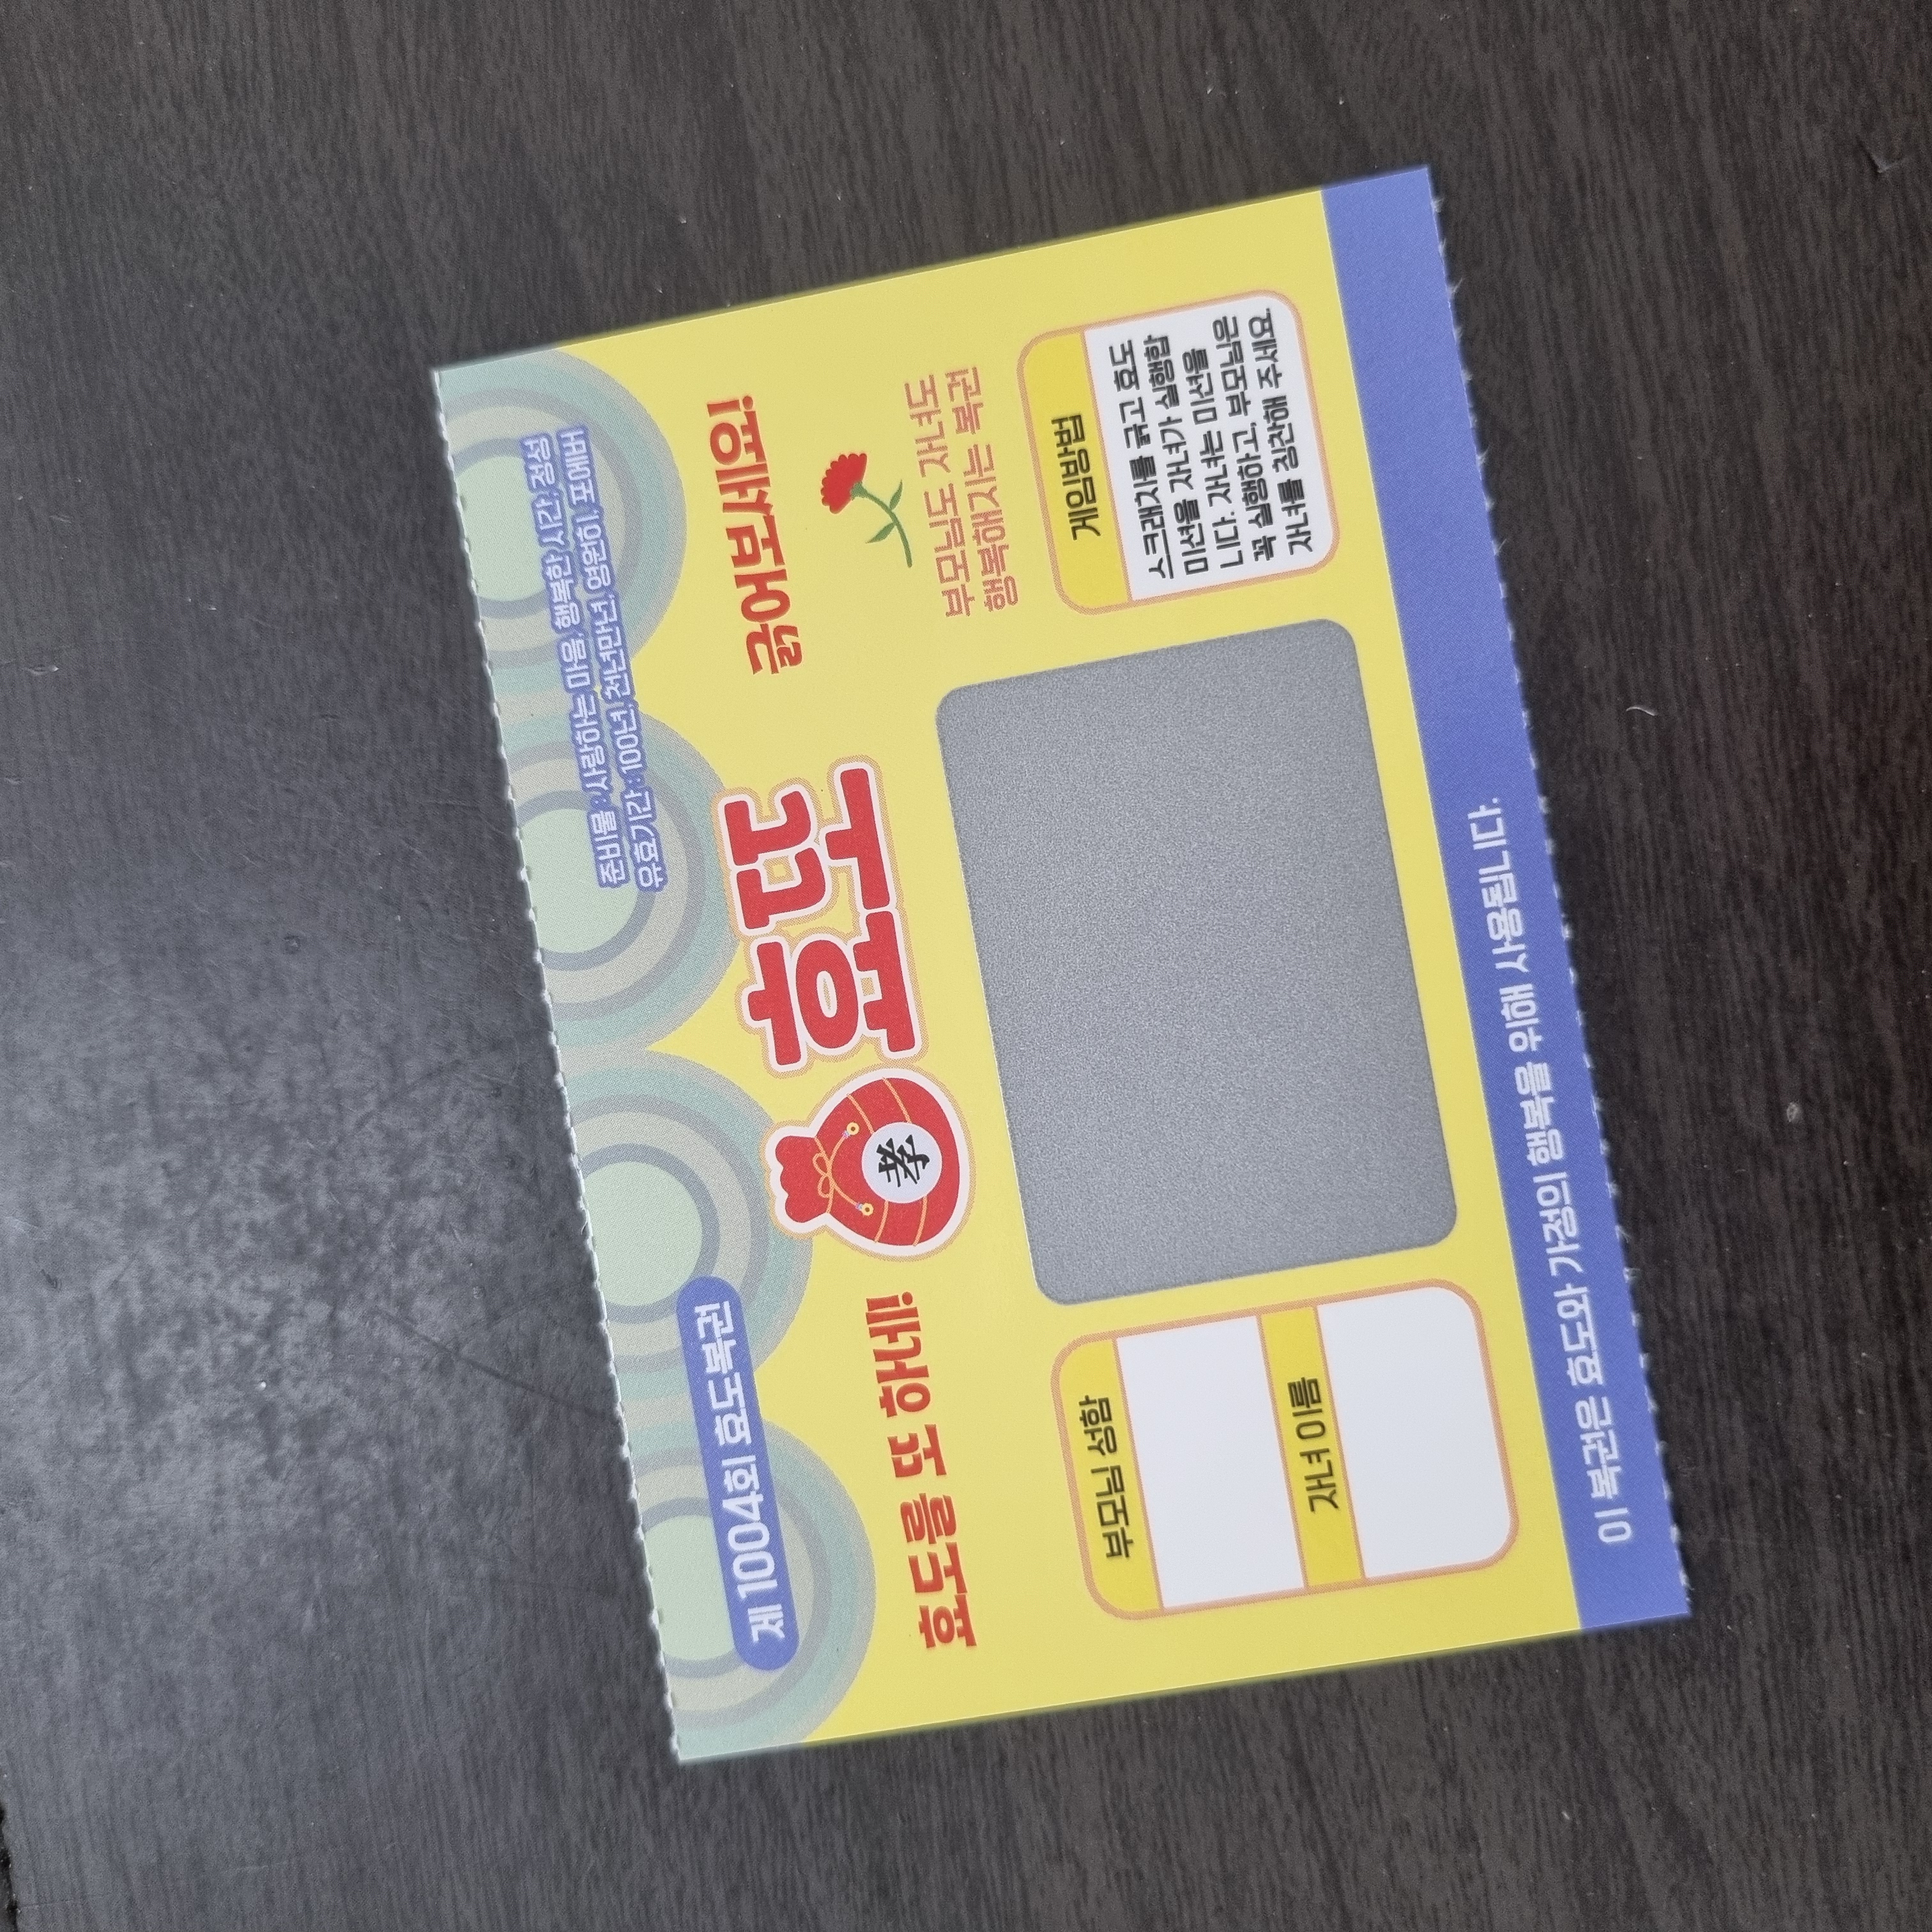 준비물 : 사랑하는 마음, 행복한 시간, 정성
유효기간 : 100년, 천년만년, 영원히, 포에버
제 1004회 효도복권
효도를 또 하네!
孝
효또
긁어보세요!
부모님도 자녀도
행복해지는 복권
부모님 성함
자녀 이름
게임방법
스크래치를 긁고 효도
미션을 자녀가 실행합
니다. 자녀는 미션을
꼭 실행하고, 부모님은
자녀를 칭찬해 주세요.
이 복권은 효도와 가정의 행복을 위해 사용됩니다.